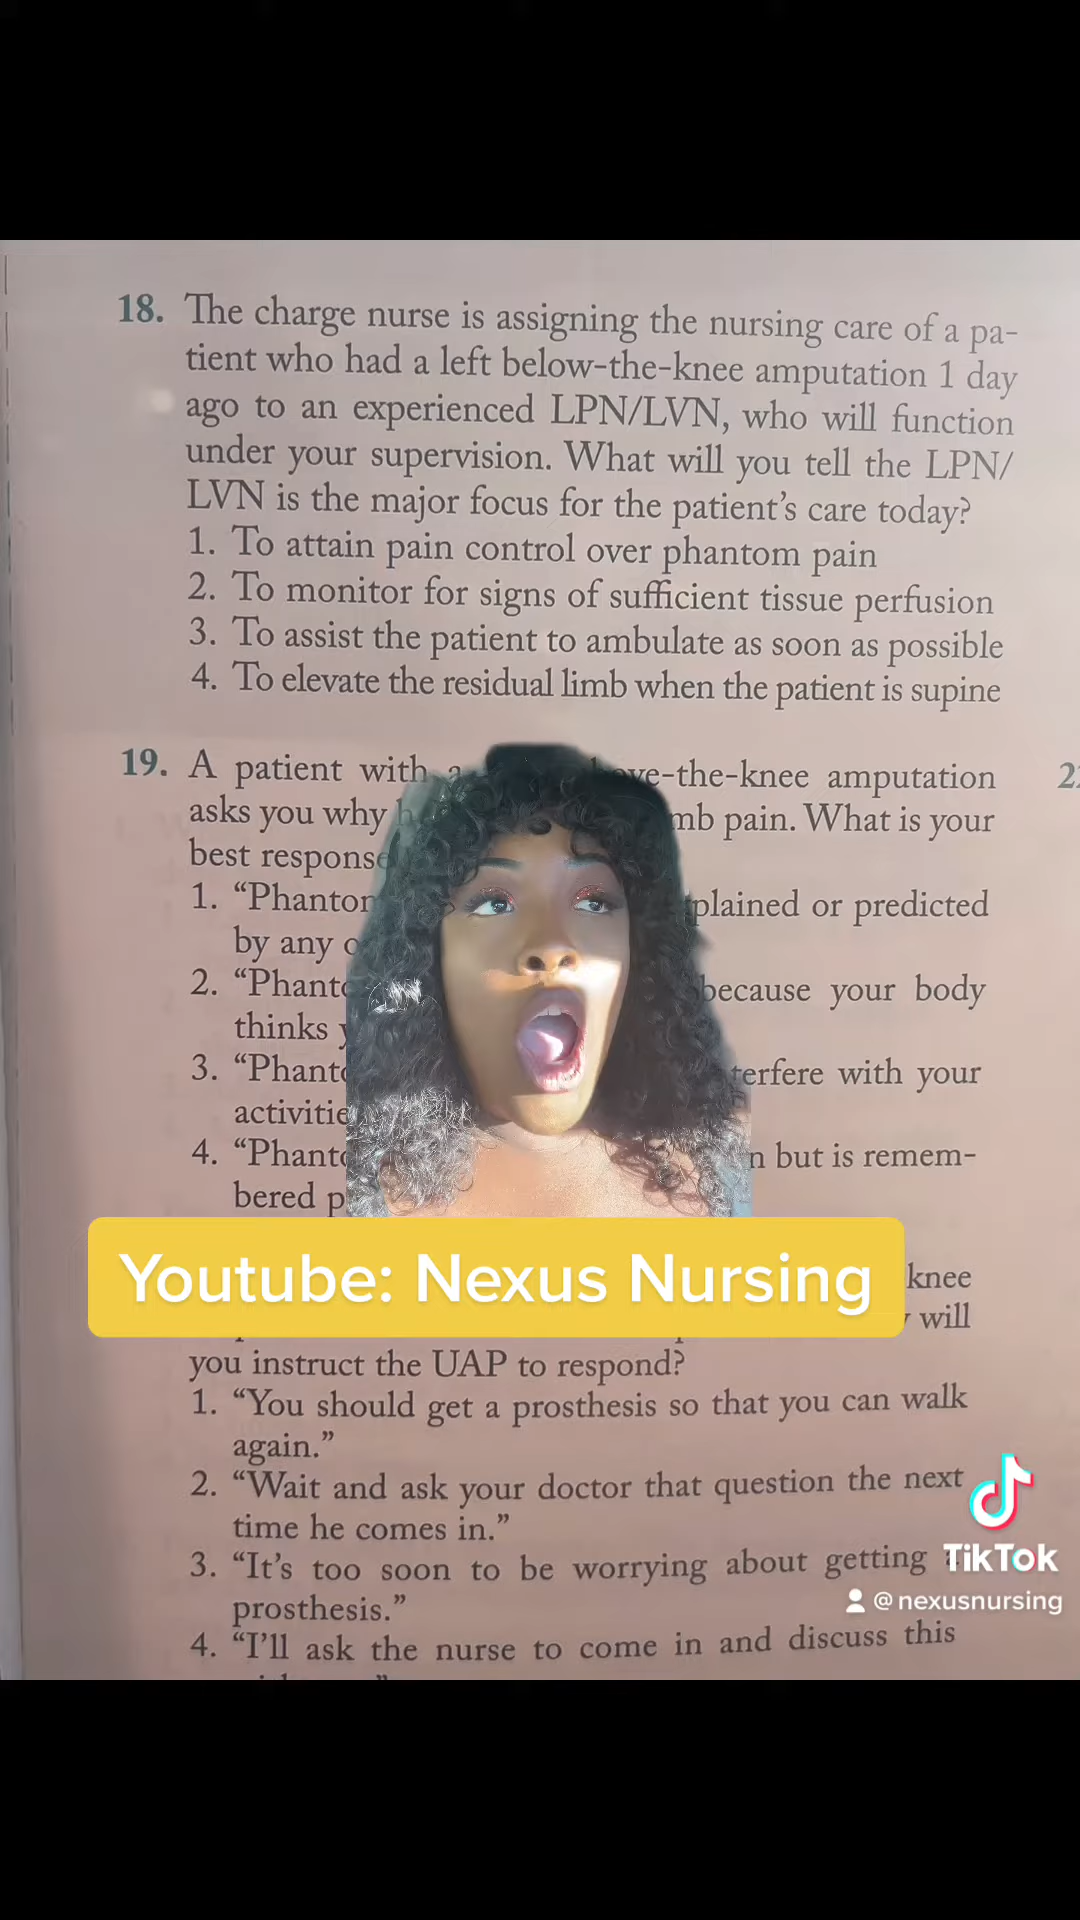 18. The charge nurse is assigning the nursing care of a pa-
tient who had a left below-the-knee amputation 1 day
ago to an experienced LPN/LVN, who will function
under your supervision. What will you tell the LPN/
LVN is the major focus for the patient's care today?
1. To attain pain control over phantom pain
2. To monitor for signs of sufficient tissue perfusion
3. To assist the patient to ambulate as soon as possible
4. To elevate the residual limb when the patient is supine
19. A patient with a -the-knee amputation
asks you why pain. What is your
best response
1. "Phantom or predicted
by any
2. "Phant because your body
thinks
3. "Phant with your
activitie
4. "Phant but is remem-
bered
Youtube: Nexus Nursing
knee
will
you instruct the UAP to respond?
1. "You should get a prosthesis so that you can walk
again."
2. "Wait and ask your doctor that question the next
time he comes in."
3. "It's too soon to be worrying about getting
prosthesis."
4. "I'll ask the nurse to come in and discuss this
2
TikTok
@nexusnursing